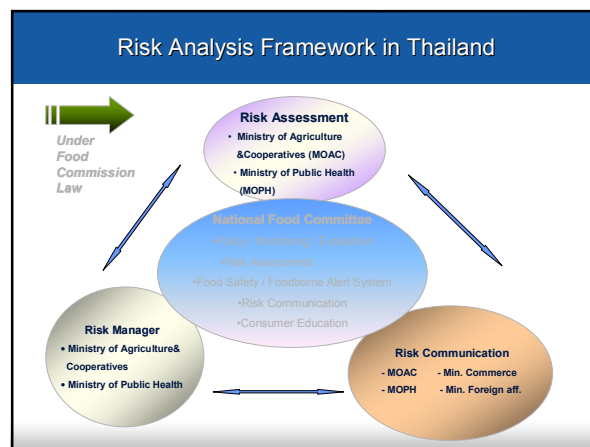 Risk Analysis Framework in Thailand
Under
Food
Commission
Law
Risk Assessment
• Ministry of Agriculture
&Cooperatives (MOAC)
• Ministry of Public Health
(MOPH)
National Food Committee
•Policy / Monitoring / Evaluation
•Risk Assessment
•Food Safety / Foodborne Alert System
•Risk Communication
•Consumer Education
Risk Manager
• Ministry of Agriculture&
Cooperatives
• Ministry of Public Health
Risk Communication
- MOAC - Min. Commerce
- MOPH - Min. Foreign aff.